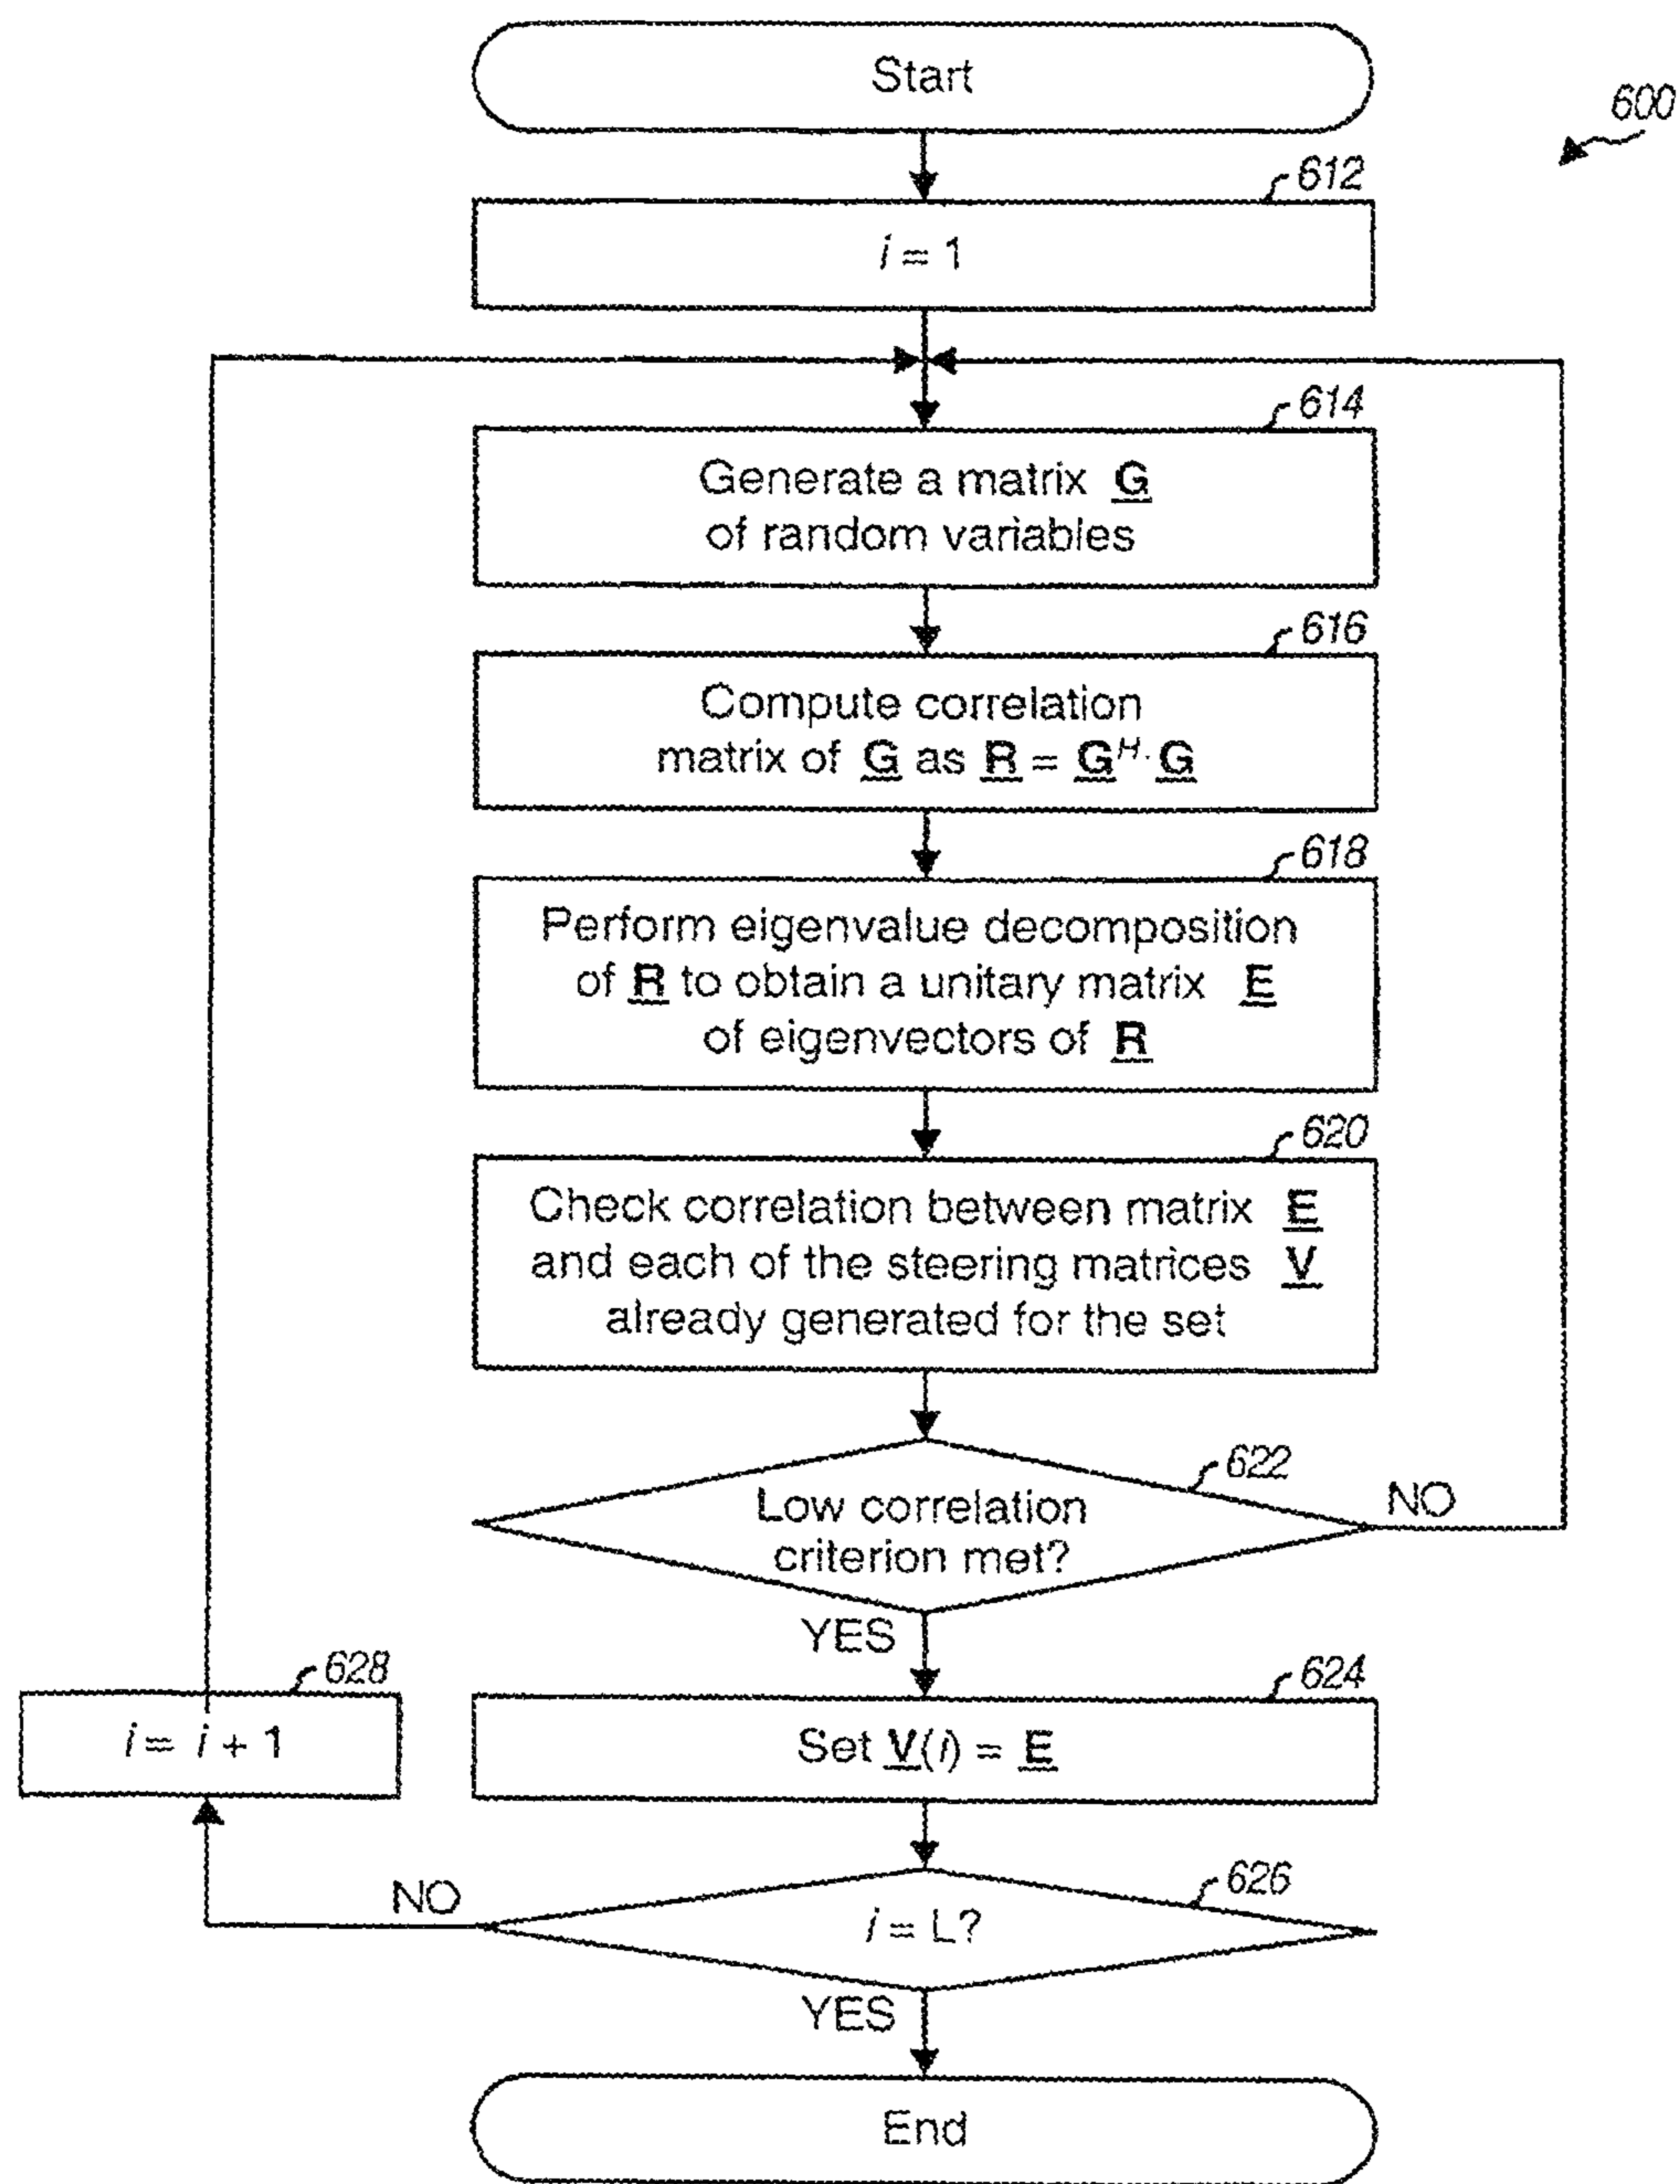 Start
600
612
i = 1
614
Generate a matrix G
of random variables
616
Compute correlation
matrix of G as R = G^H · G
618
Perform eigenvalue decomposition
of R to obtain a unitary matrix E
of eigenvectors of R
620
Check correlation between matrix E
and each of the steering matrices V
already generated for the set
622
Low correlation
criterion met?
NO
YES
628
i = i + 1
624
Set V(i) = E
626
i = L?
NO
YES
End